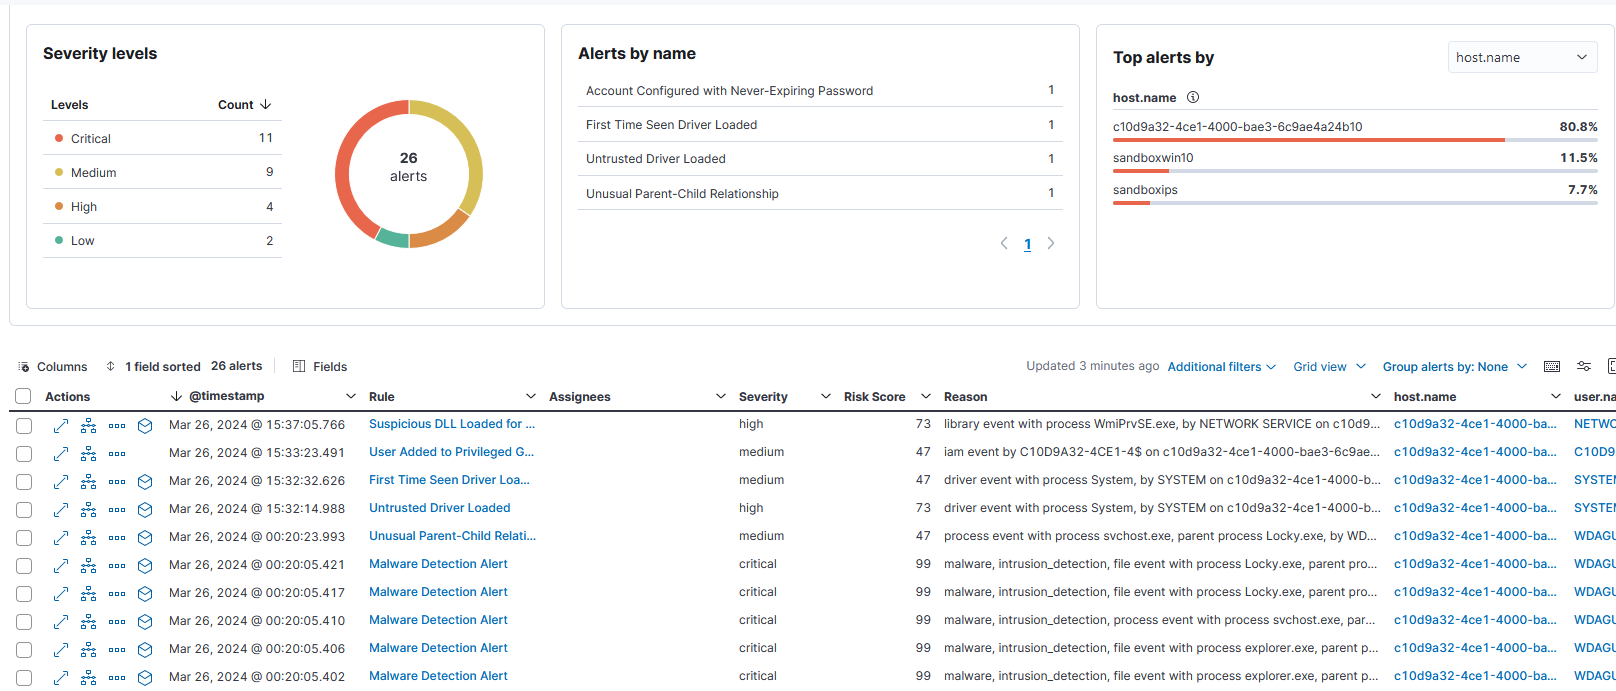 Severity levels
Levels Count
Critical 11
Medium 9
High 4
Low 2
26
alerts
Alerts by name
Account Configured with Never-Expiring Password 1
First Time Seen Driver Loaded 1
Untrusted Driver Loaded 1
Unusual Parent-Child Relationship 1
1
Top alerts by host.name
host.name
c10d9a32-4ce1-4000-bae3-6c9ae4a24b10 80.8%
sandboxwin10 11.5%
sandboxips 7.7%
Columns 1 field sorted 26 alerts Fields Updated 3 minutes ago Additional filters Grid view Group alerts by: None
Actions @timestamp Rule Assignees Severity Risk Score Reason host.name user.na
Mar 26, 2024 @ 15:37:05.766 Suspicious DLL Loaded for ... high 73 library event with process WmiPrvSE.exe, by NETWORK SERVICE on c10d9... c10d9a32-4ce1-4000-ba... NETWO
Mar 26, 2024 @ 15:33:23.491 User Added to Privileged G... medium 47 iam event by C10D9A32-4CE1-4$ on c10d9a32-4ce1-4000-bae3-6c9ae... c10d9a32-4ce1-4000-ba... C10D9
Mar 26, 2024 @ 15:32:32.626 First Time Seen Driver Loa... medium 47 driver event with process System, by SYSTEM on c10d9a32-4ce1-4000-b... c10d9a32-4ce1-4000-ba... SYSTEM
Mar 26, 2024 @ 15:32:14.988 Untrusted Driver Loaded high 73 driver event with process System, by SYSTEM on c10d9a32-4ce1-4000-b... c10d9a32-4ce1-4000-ba... SYSTEM
Mar 26, 2024 @ 00:20:23.993 Unusual Parent-Child Relati... medium 47 process event with process svchost.exe, parent process Locky.exe, by WD... c10d9a32-4ce1-4000-ba... WDAGU
Mar 26, 2024 @ 00:20:05.421 Malware Detection Alert critical 99 malware, intrusion_detection, file event with process Locky.exe, parent pro... c10d9a32-4ce1-4000-ba... WDAGU
Mar 26, 2024 @ 00:20:05.417 Malware Detection Alert critical 99 malware, intrusion_detection, file event with process Locky.exe, parent pro... c10d9a32-4ce1-4000-ba... WDAGU
Mar 26, 2024 @ 00:20:05.410 Malware Detection Alert critical 99 malware, intrusion_detection, process event with process svchost.exe, par... c10d9a32-4ce1-4000-ba... WDAGU
Mar 26, 2024 @ 00:20:05.406 Malware Detection Alert critical 99 malware, intrusion_detection, file event with process explorer.exe, parent p... c10d9a32-4ce1-4000-ba... WDAGU
Mar 26, 2024 @ 00:20:05.402 Malware Detection Alert critical 99 malware, intrusion_detection, file event with process explorer.exe, parent p... c10d9a32-4ce1-4000-ba... WDAGU